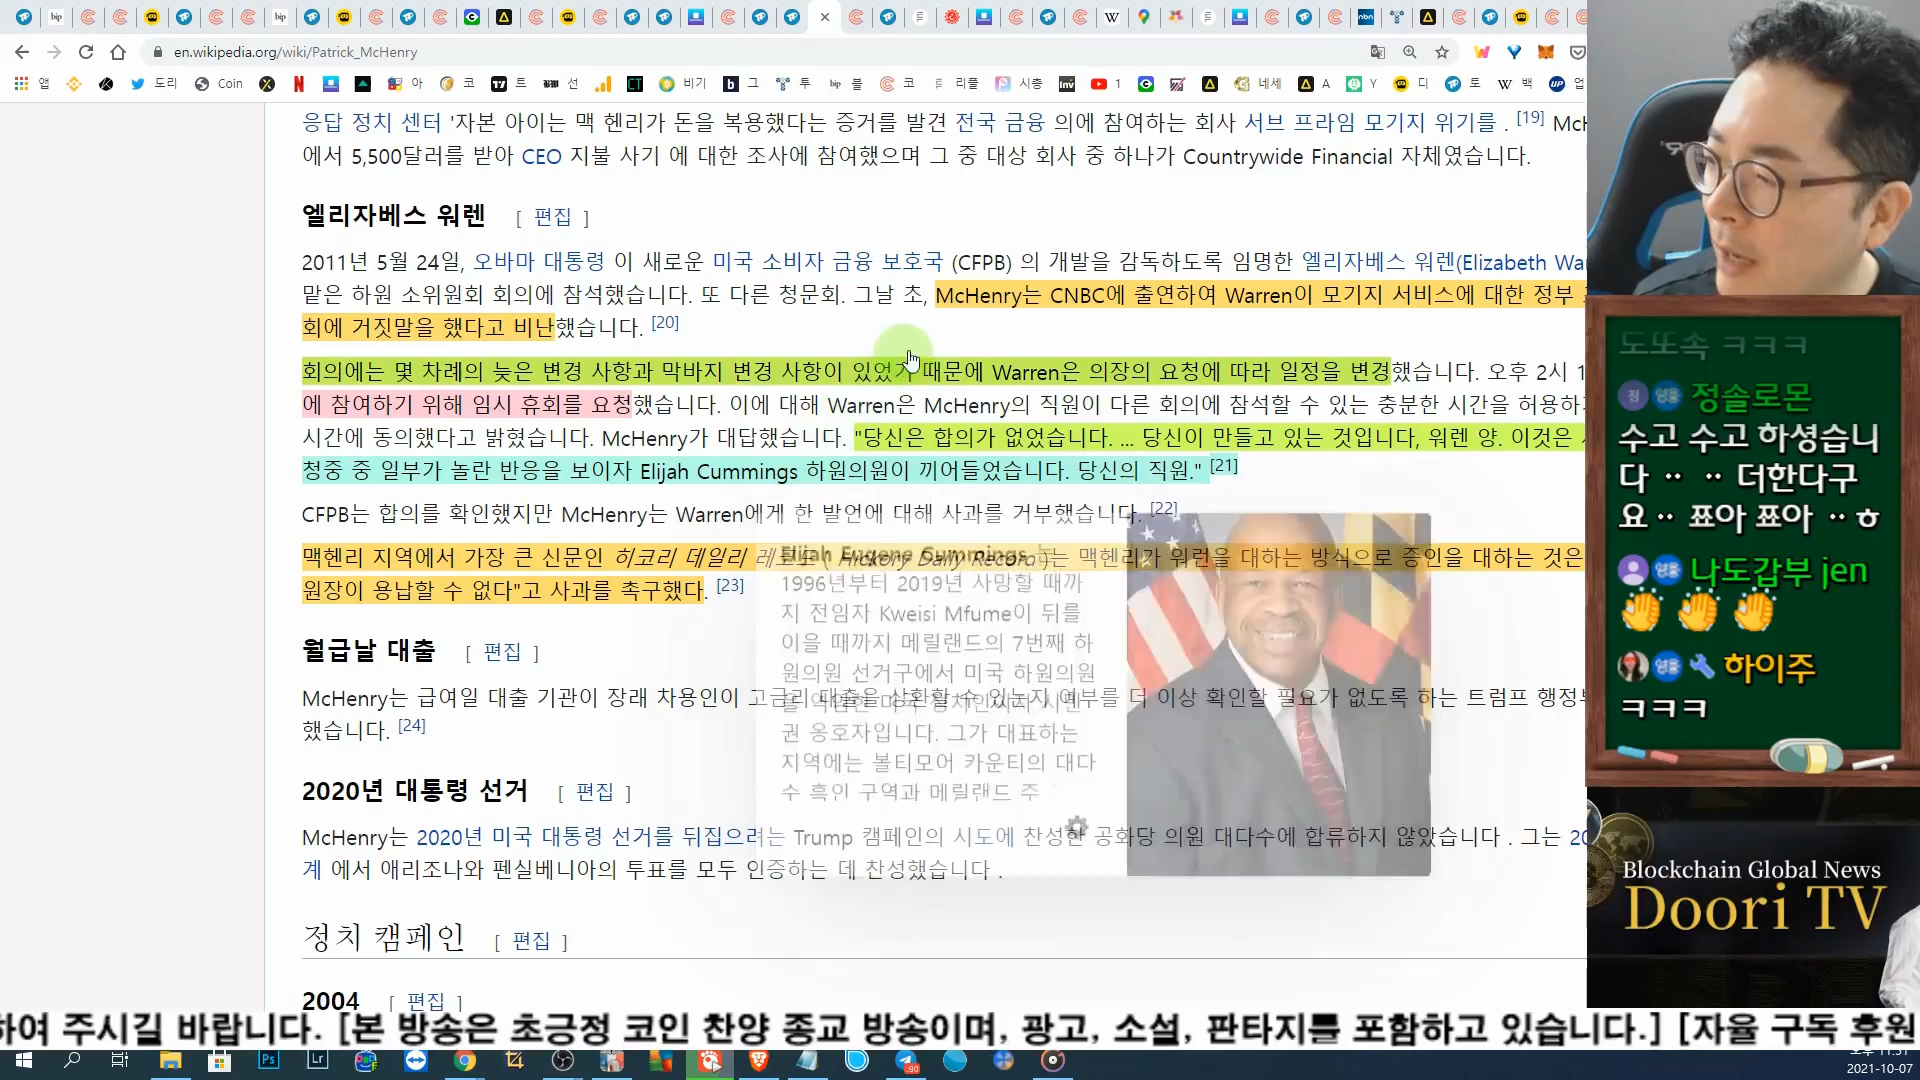 en.wikipedia.org/wiki/Patrick_McHenry
앱 도리 Coin 아 코 트 선 비기 그 투 블 코 리플 시총 1 네세 A Y 디 토 백 업
응답 정치 센터 '자본 아이는 맥 헨리가 돈을 복용했다는 증거를 발견 전국 금융 의에 참여하는 회사 서브 프라임 모기지 위기를 . [19]
에서 5,500달러를 받아 CEO 지불 사기 에 대한 조사에 참여했으며 그 중 대상 회사 중 하나가 Countrywide Financial 자체였습니다.
엘리자베스 워렌 [ 편집 ]
2011년 5월 24일, 오바마 대통령 이 새로운 미국 소비자 금융 보호국 (CFPB) 의 개발을 감독하도록 임명한 엘리자베스 워렌(Elizabeth
맡은 하원 소위원회 회의에 참석했습니다. 또 다른 청문회. 그날 초, McHenry는 CNBC에 출연하여 Warren이 모기지 서비스에 대한 정부
회에 거짓말을 했다고 비난했습니다. [20]
회의에는 몇 차례의 늦은 변경 사항과 막바지 변경 사항이 있었기 때문에 Warren은 의장의 요청에 따라 일정을 변경했습니다. 오후 2시
에 참여하기 위해 임시 휴회를 요청했습니다. 이에 대해 Warren은 McHenry의 직원이 다른 회의에 참석할 수 있는 충분한 시간을 허용하
시간에 동의했다고 밝혔습니다. McHenry가 대답했습니다. "당신은 합의가 없었습니다. ... 당신이 만들고 있는 것입니다, 워렌 양. 이것은
청중 중 일부가 놀란 반응을 보이자 Elijah Cummings 하원의원이 끼어들었습니다. 당신의 직원." [21]
CFPB는 합의를 확인했지만 McHenry는 Warren에게 한 발언에 대해 사과를 거부했습니다. [22]
맥헨리 지역에서 가장 큰 신문인 히코리 데일리 레코드 ( Hickory Daily Record )는 맥헨리가 워런을 대하는 방식으로 증인을 대하는 것은
원장이 용납할 수 없다"고 사과를 촉구했다. [23]
월급날 대출 [ 편집 ]
McHenry는 급여일 대출 기관이 장래 차용인이 고금리 대출을 상환할 수 있는지 여부를 더 이상 확인할 필요가 없도록 하는 트럼프 행정부
했습니다. [24]
2020년 대통령 선거 [ 편집 ]
McHenry는 2020년 미국 대통령 선거를 뒤집으려는 Trump 캠페인의 시도에 찬성한 공화당 의원 대다수에 합류하지 않았습니다 . 그는
계 에서 애리조나와 펜실베니아의 투표를 모두 인증하는 데 찬성했습니다 .
정치 캠페인 [ 편집 ]
2004 [ 편집 ]
Elijah Eugene Cummings
1996년부터 2019년 사망할 때까
지 전임자 Kweisi Mfume이 뒤를
이을 때까지 메릴랜드의 7번째 하
원의원 선거구에서 미국 하원의원
권 옹호자입니다. 그가 대표하는
지역에는 볼티모어 카운티의 대다
수 흑인 구역과 메릴랜드 주
도또속 ㅋㅋㅋ
정 영웅 정솔로몬
수고 수고 하셩습니
다 ‥ ‥ 더한다구
요 ‥ 쪼아 쪼아 ‥ㅎ
영웅 나도갑부 jen
👏 👏 👏
영웅 하이주
ㅋㅋㅋ
Blockchain Global News
Doori TV
하여 주시길 바랍니다. [본 방송은 초긍정 코인 찬양 종교 방송이며, 광고, 소설, 판타지를 포함하고 있습니다.] [자율 구독 후원
2021-10-07